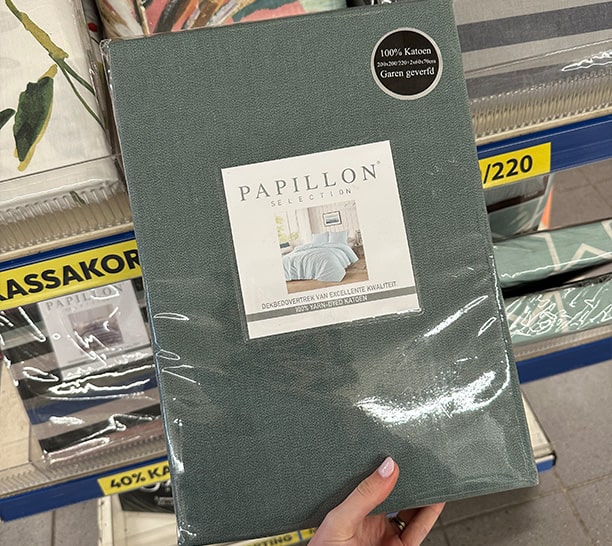 100% Katoen
200x200/220+2x60x70cm
Garen geverfd
PAPILLON®
SELECTION
DEKBEDOVERTREK VAN EXCELLENTE KWALITEIT
100% YARN-DYED KATOEN
/220
ASSAKOR
PAPILLON
40% KA